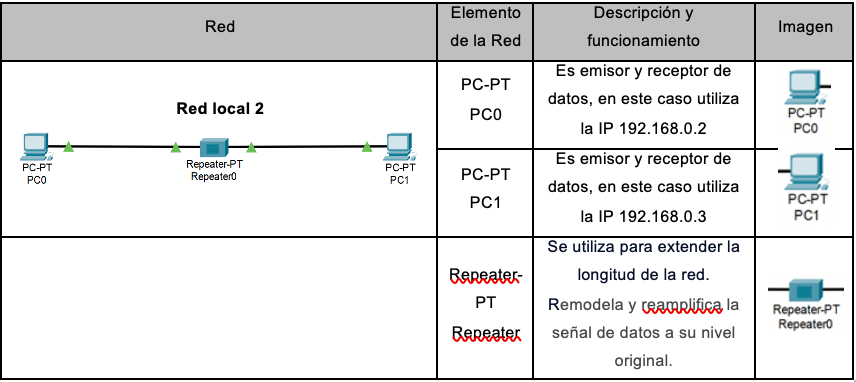 Red
Elemento
de la Red
Descripción y
funcionamiento
Imagen
Red local 2
PC-PT
PC0
Repeater-PT
Repeater0
PC-PT
PC1
PC-PT
PC0
Es emisor y receptor de
datos, en este caso utiliza
la IP 192.168.0.2
PC-PT
PC0
PC-PT
PC1
Es emisor y receptor de
datos, en este caso utiliza
la IP 192.168.0.3
PC-PT
PC1
Repeater-
PT
Repeater
Se utiliza para extender la
longitud de la red.
Remodela y reamplifica la
señal de datos a su nivel
original.
Repeater-PT
Repeater0